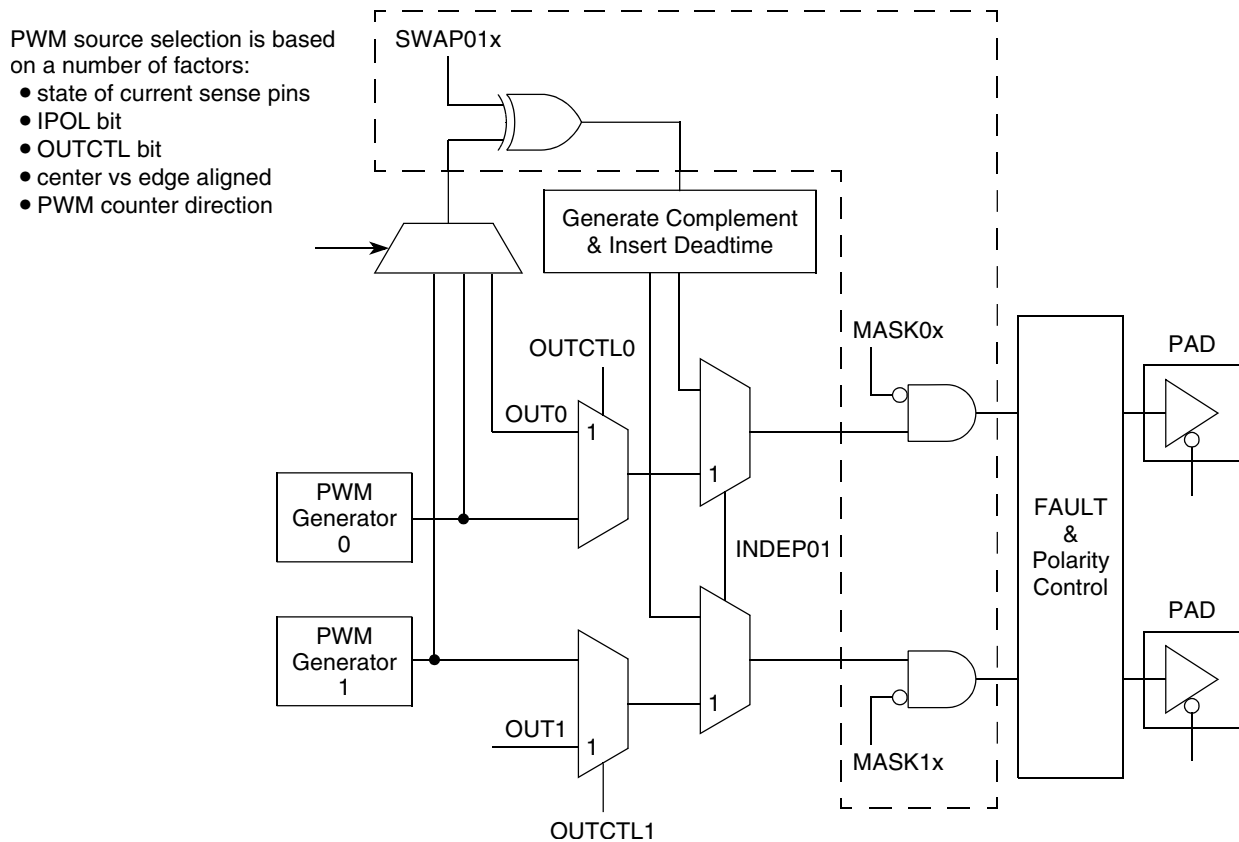 PWM source selection is based
on a number of factors:
• state of current sense pins
• IPOL bit
• OUTCTL bit
• center vs edge aligned
• PWM counter direction
SWAP01x
Generate Complement
& Insert Deadtime
OUTCTL0
MASK0x
PAD
OUT0
1
1
PWM
Generator
0
INDEP01
FAULT
&
Polarity
Control
PWM
Generator
1
PAD
1
OUT1
1
MASK1x
OUTCTL1